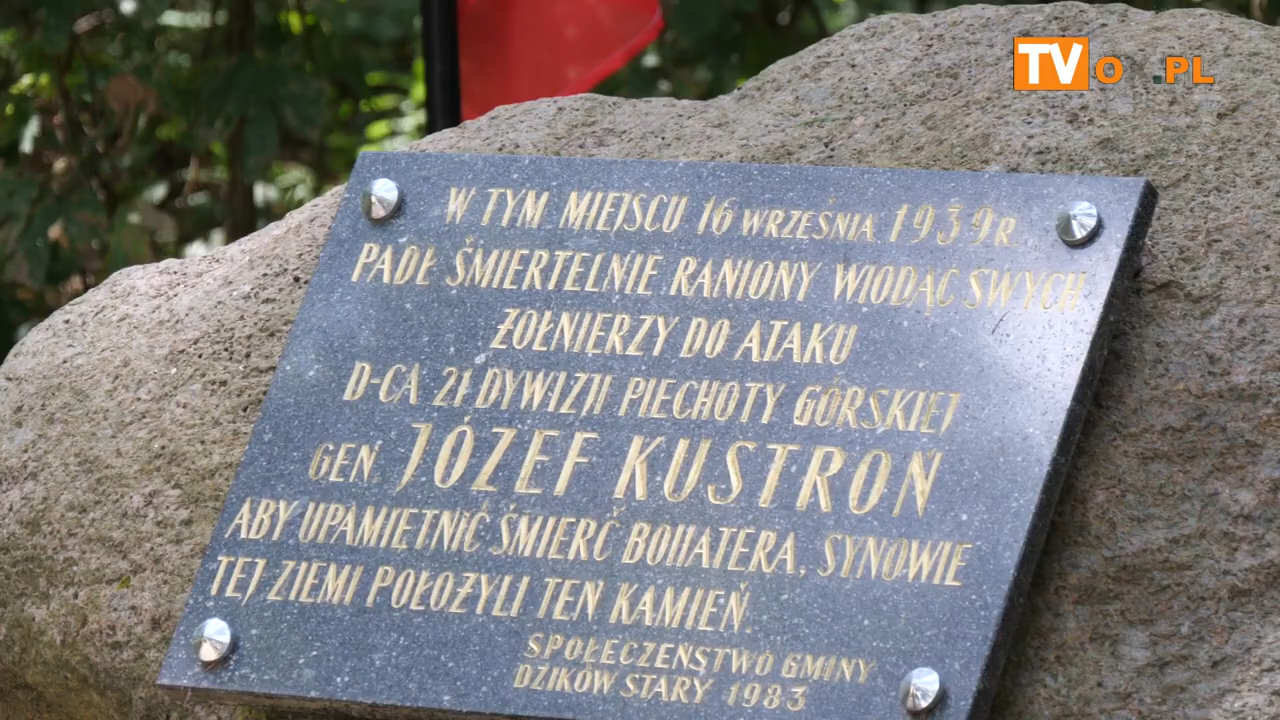 TVo .PL
W TYM MIEJSCU 16 WRZEŚNIA 1939 R.
PADŁ ŚMIERTELNIE RANIONY WIODĄC SWYCH
ŻOŁNIERZY DO ATAKU
D-CA 21 DYWIZJI PIECHOTY GÓRSKIEJ
GEN. JÓZEF KUSTROŃ
ABY UPAMIĘTNIĆ ŚMIERĆ BOHATERA, SYNOWIE
TEJ ZIEMI POŁOŻYLI TEN KAMIEŃ.
SPOŁECZEŃSTWO GMINY
DZIKÓW STARY 1983